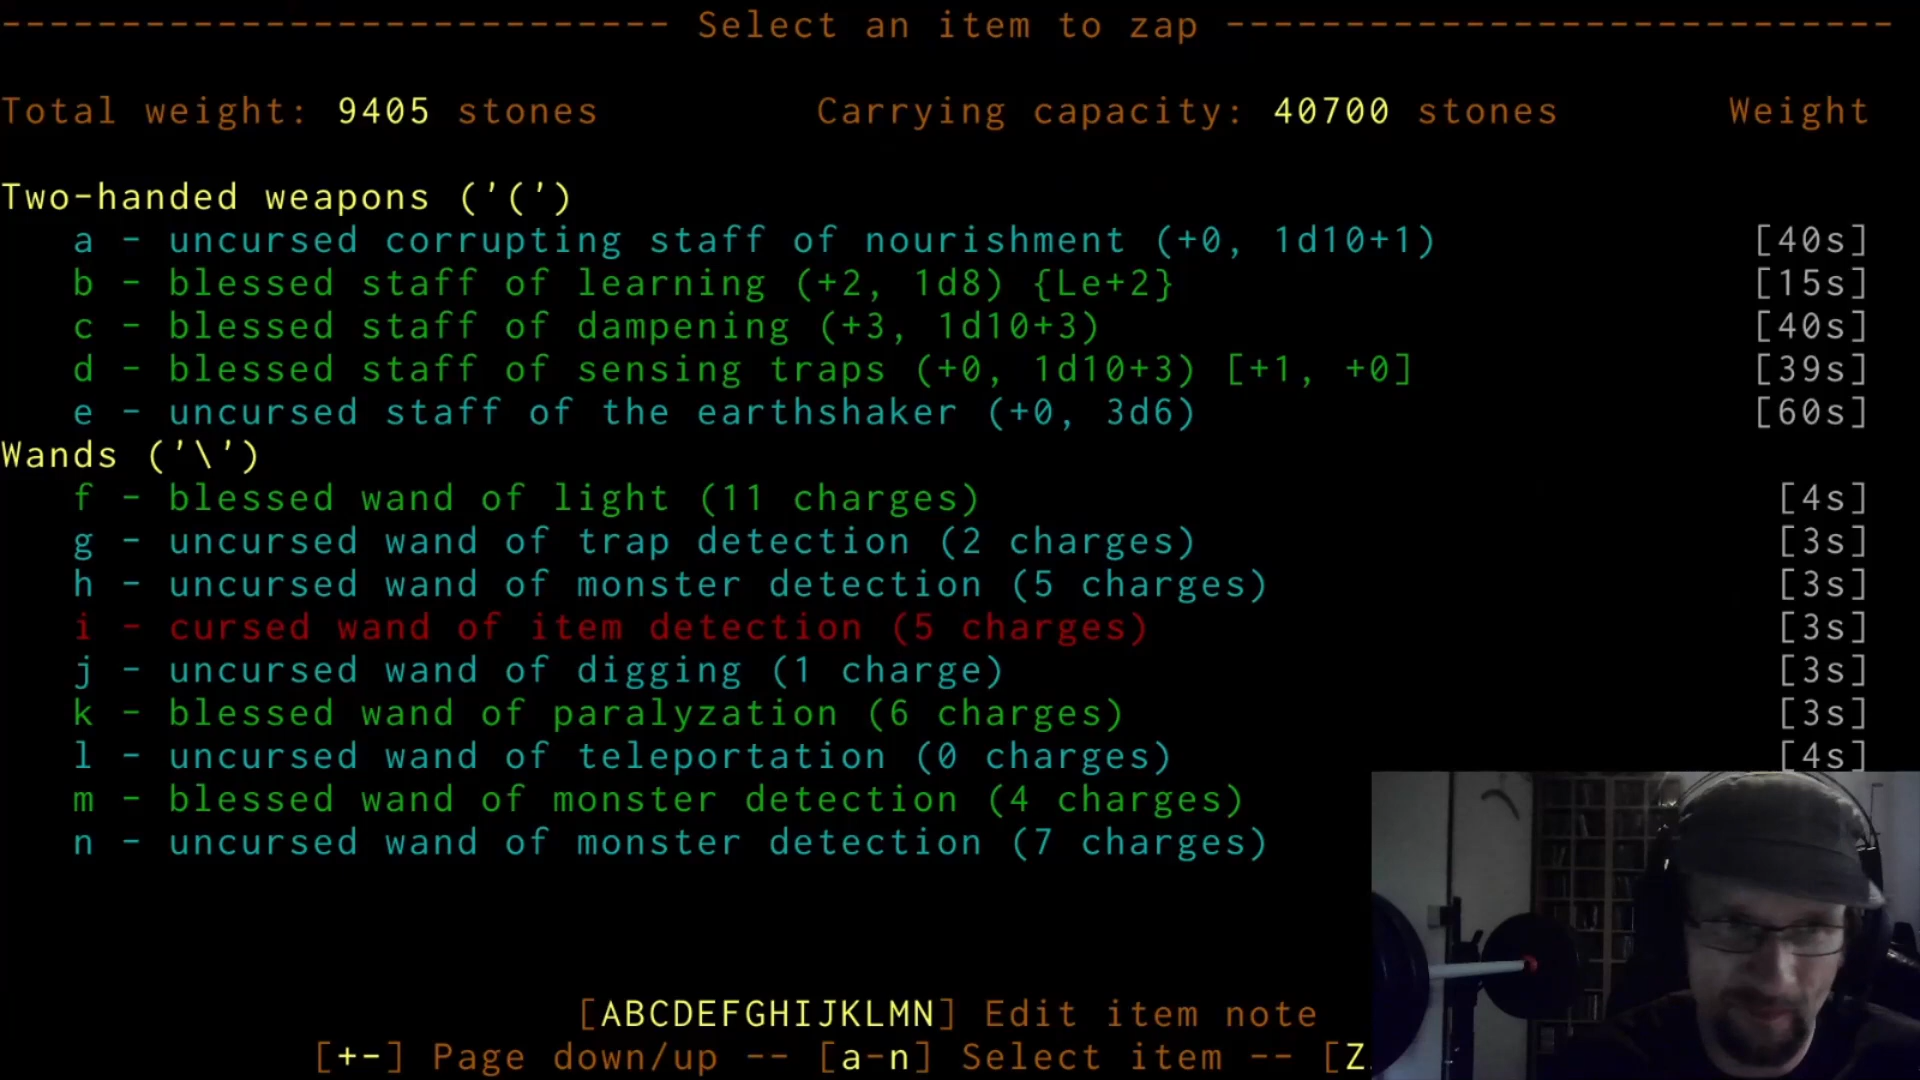 ---------------------------- Select an item to zap ----------------------------
Total weight: 9405 stones Carrying capacity: 40700 stones Weight
Two-handed weapons ('(')
a - uncursed corrupting staff of nourishment (+0, 1d10+1) [40s]
b - blessed staff of learning (+2, 1d8) {Le+2} [15s]
c - blessed staff of dampening (+3, 1d10+3) [40s]
d - blessed staff of sensing traps (+0, 1d10+3) [+1, +0] [39s]
e - uncursed staff of the earthshaker (+0, 3d6) [60s]
Wands ('\')
f - blessed wand of light (11 charges) [4s]
g - uncursed wand of trap detection (2 charges) [3s]
h - uncursed wand of monster detection (5 charges) [3s]
i - cursed wand of item detection (5 charges) [3s]
j - uncursed wand of digging (1 charge) [3s]
k - blessed wand of paralyzation (6 charges) [3s]
l - uncursed wand of teleportation (0 charges) [4s]
m - blessed wand of monster detection (4 charges)
n - uncursed wand of monster detection (7 charges)
[ABCDEFGHIJKLMN] Edit item note
[+-] Page down/up -- [a-n] Select item -- [Z